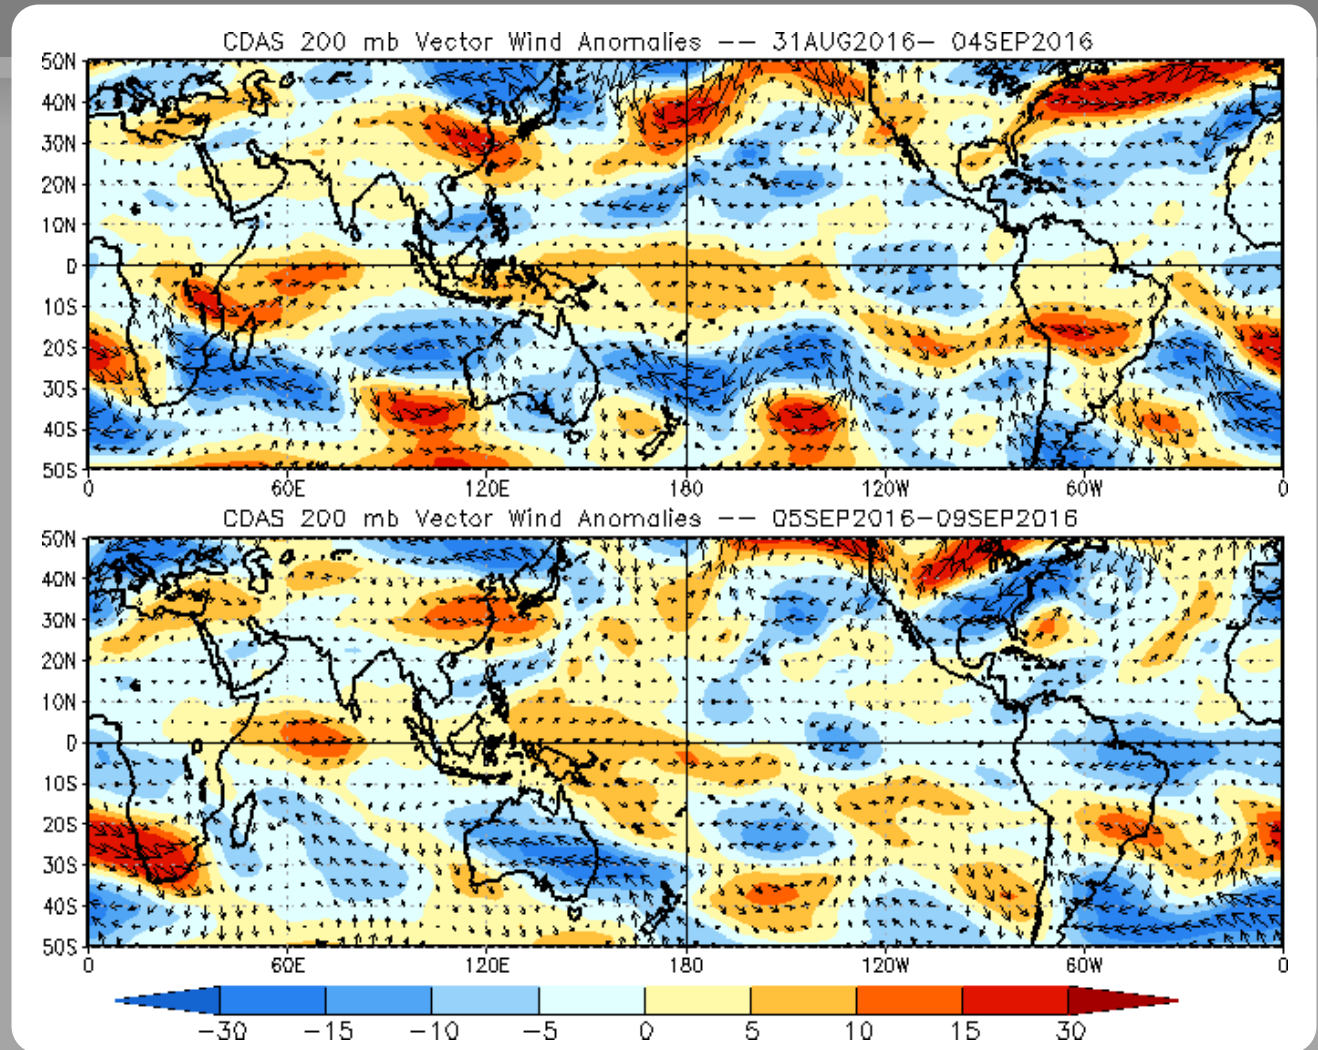 CDAS 200 mb Vector Wind Anomalies -- 31AUG2016- 04SEP2016
50N
40N
30N
20N
10N
0
10S
20S
30S
40S
50S
0 60E 120E 180 120W 60W 0
CDAS 200 mb Vector Wind Anomalies -- 05SEP2016-09SEP2016
50N
40N
30N
20N
10N
0
10S
20S
30S
40S
50S
0 60E 120E 180 120W 60W 0
-30 -15 -10 -5 0 5 10 15 30